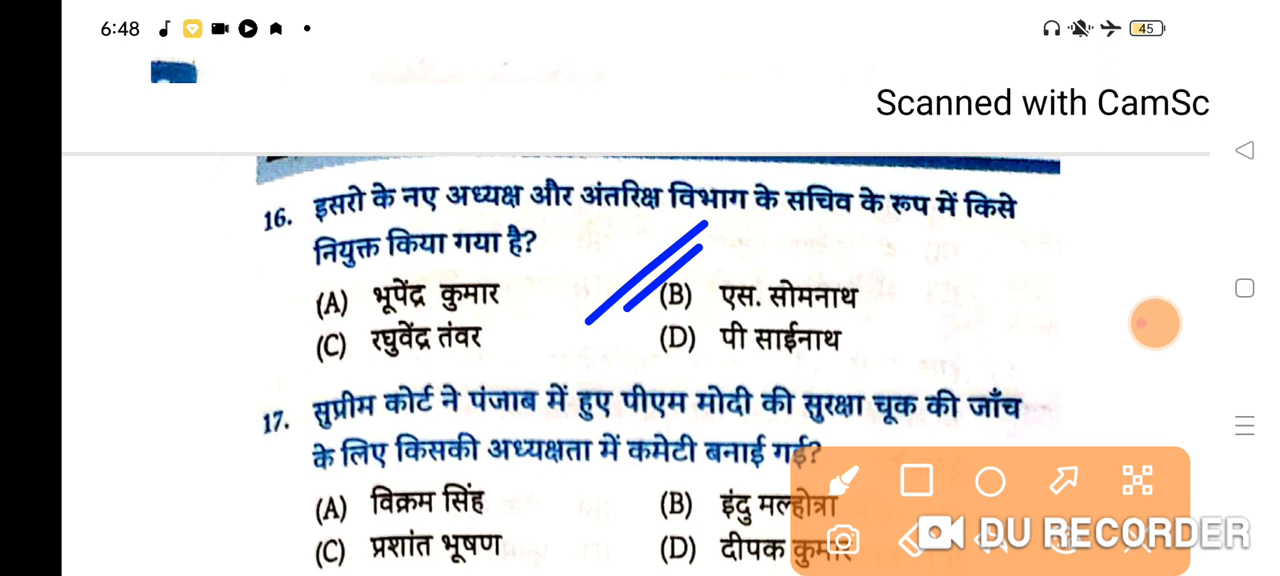 6:48
45
Scanned with CamSc
16. इसरो के नए अध्यक्ष और अंतरिक्ष विभाग के सचिव के रूप में किसे
नियुक्त किया गया है?
(A) भूपेंद्र कुमार (B) एस. सोमनाथ
(C) रघुवेंद्र तंवर (D) पी साईनाथ
17. सुप्रीम कोर्ट ने पंजाब में हुए पीएम मोदी की सुरक्षा चूक की जाँच
के लिए किसकी अध्यक्षता में कमेटी बनाई गई?
(A) विक्रम सिंह (B) इंदु मल्होत्रा
(C) प्रशांत भूषण (D) दीपक कुमार
DU RECORDER